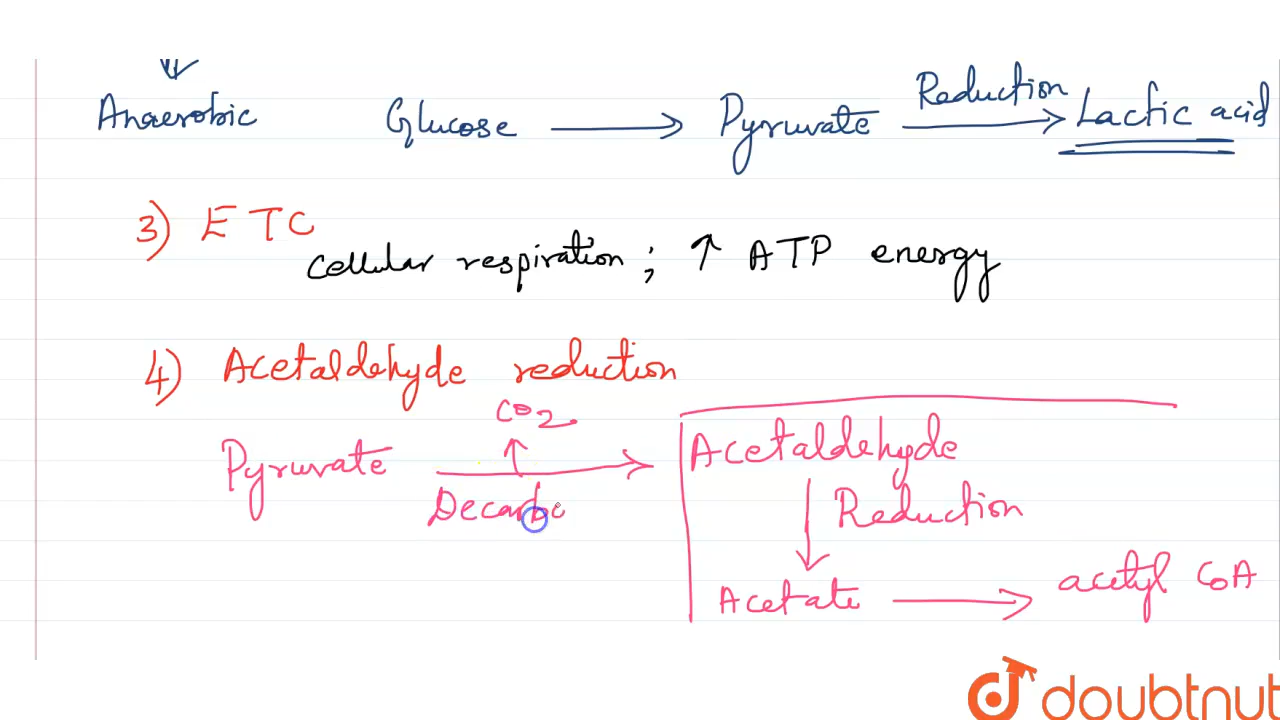 Anaerobic Glucose → Pyruvate Reduction → Lactic acid
3) ETC
Cellular respiration ; ↑ ATP energy
4) Acetaldehyde reduction
CO2
Pyruvate → Acetaldehyde
Decarbo
↓ Reduction
Acetate → acetyl CoA
doubtnut